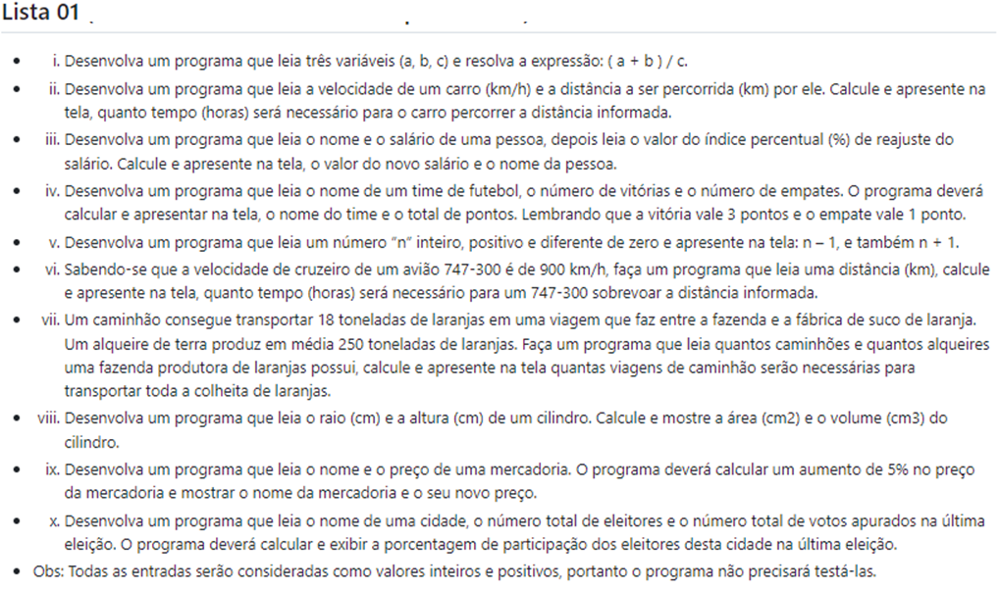 Lista 01
i. Desenvolva um programa que leia três variáveis (a, b, c) e resolva a expressão: ( a + b ) / c.
ii. Desenvolva um programa que leia a velocidade de um carro (km/h) e a distância a ser percorrida (km) por ele. Calcule e apresente na
tela, quanto tempo (horas) será necessário para o carro percorrer a distância informada.
iii. Desenvolva um programa que leia o nome e o salário de uma pessoa, depois leia o valor do índice percentual (%) de reajuste do
salário. Calcule e apresente na tela, o valor do novo salário e o nome da pessoa.
iv. Desenvolva um programa que leia o nome de um time de futebol, o número de vitórias e o número de empates. O programa deverá
calcular e apresentar na tela, o nome do time e o total de pontos. Lembrando que a vitória vale 3 pontos e o empate vale 1 ponto.
v. Desenvolva um programa que leia um número “n” inteiro, positivo e diferente de zero e apresente na tela: n – 1, e também n + 1.
vi. Sabendo-se que a velocidade de cruzeiro de um avião 747-300 é de 900 km/h, faça um programa que leia uma distância (km), calcule
e apresente na tela, quanto tempo (horas) será necessário para um 747-300 sobrevoar a distância informada.
vii. Um caminhão consegue transportar 18 toneladas de laranjas em uma viagem que faz entre a fazenda e a fábrica de suco de laranja.
Um alqueire de terra produz em média 250 toneladas de laranjas. Faça um programa que leia quantos caminhões e quantos alqueires
uma fazenda produtora de laranjas possui, calcule e apresente na tela quantas viagens de caminhão serão necessárias para
transportar toda a colheita de laranjas.
viii. Desenvolva um programa que leia o raio (cm) e a altura (cm) de um cilindro. Calcule e mostre a área (cm2) e o volume (cm3) do
cilindro.
ix. Desenvolva um programa que leia o nome e o preço de uma mercadoria. O programa deverá calcular um aumento de 5% no preço
da mercadoria e mostrar o nome da mercadoria e o seu novo preço.
x. Desenvolva um programa que leia o nome de uma cidade, o número total de eleitores e o número total de votos apurados na última
eleição. O programa deverá calcular e exibir a porcentagem de participação dos eleitores desta cidade na última eleição.
Obs: Todas as entradas serão consideradas como valores inteiros e positivos, portanto o programa não precisará testá-las.